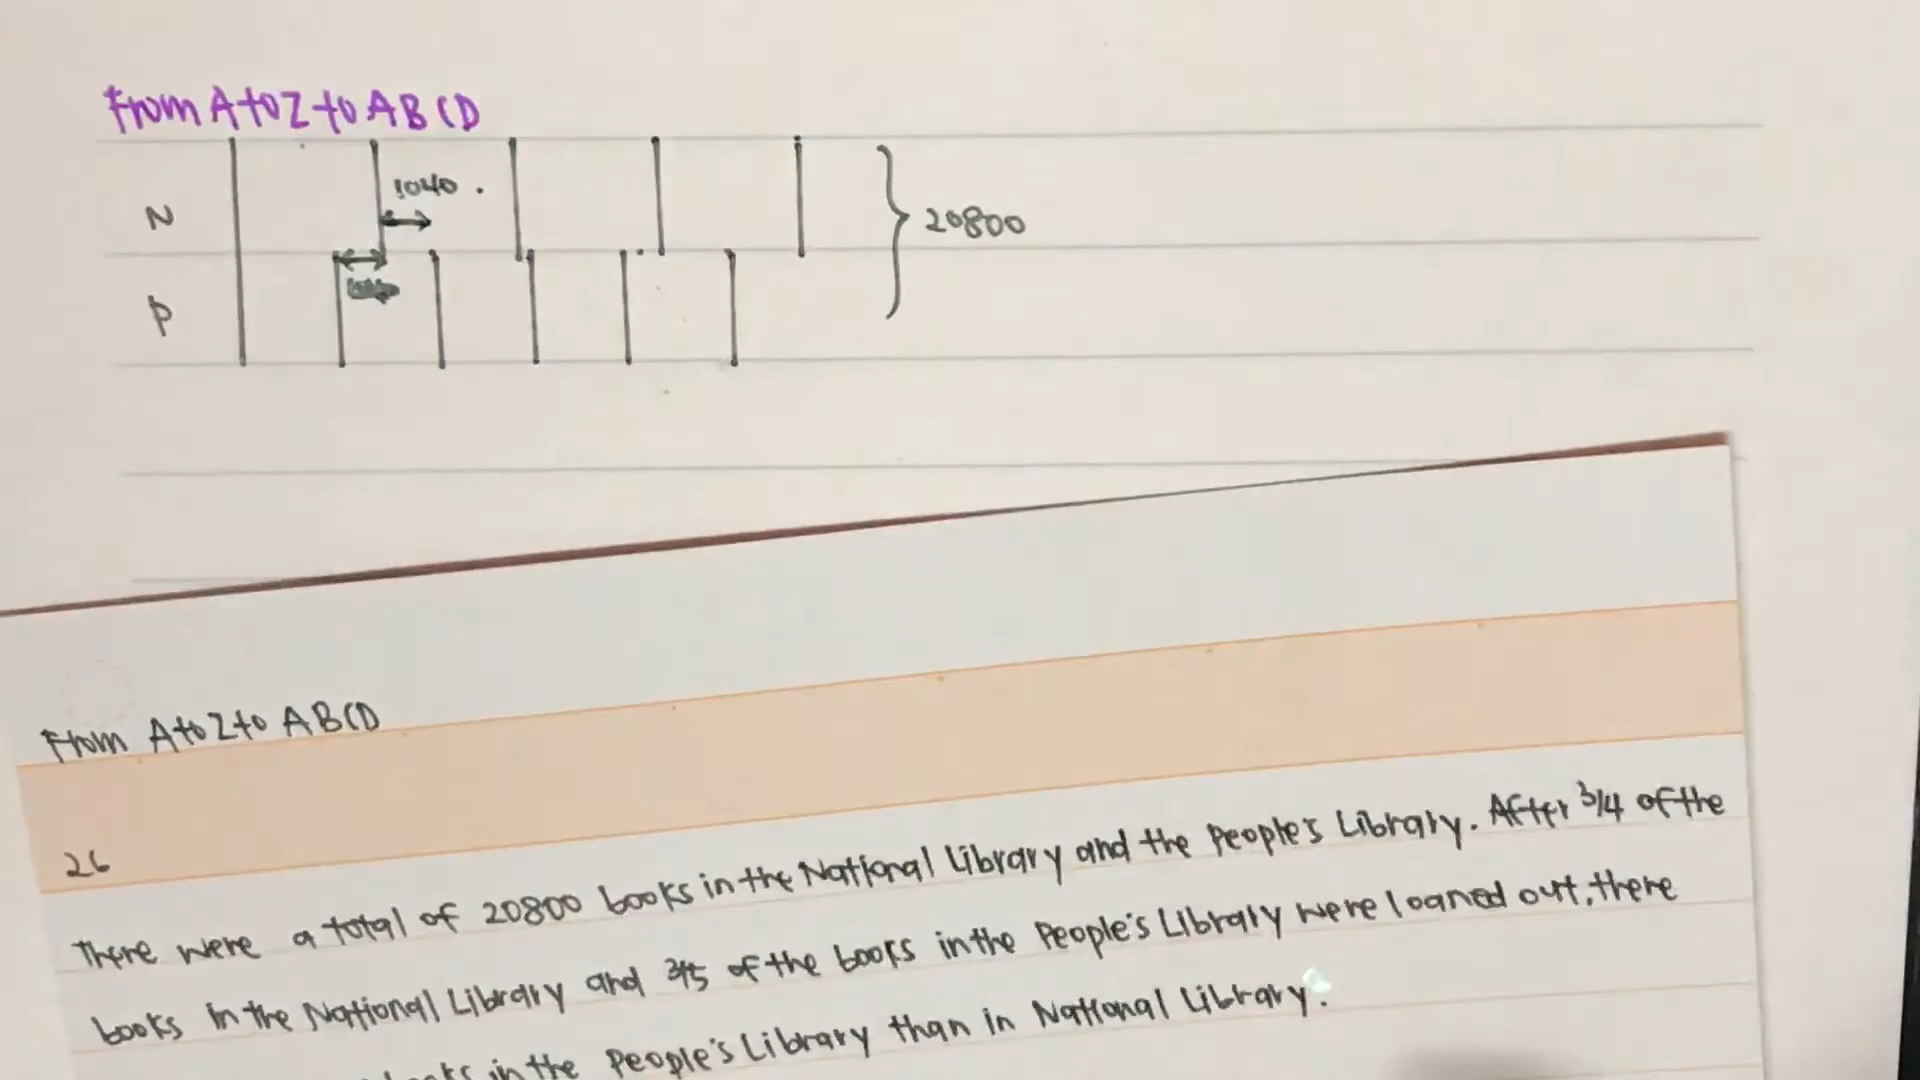 From A to Z to ABCD
1040
N
20800
P
From A to Z to ABCD
26
There were a total of 20800 books in the National Library and the People's Library. After 3/4 of the
books in the National Library and 3/5 of the books in the People's Library were loaned out, there
in the People's Library than in National Library.